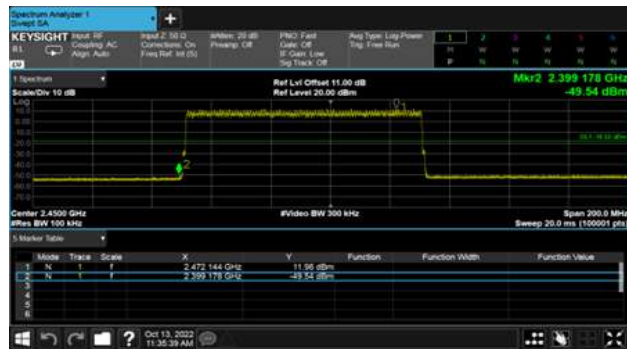 Spectrum Analyzer 1
Swept SA
KEYSIGHT Input: RF Input Z: 50 Ω #Atten: 20 dB PNO: Fast Avg Type: Log-Power 1 2 3 4 5 6
RL Coupling: AC Corrections: On Preamp: Off Gate: Off Trig: Free Run M W W W W W
Align: Auto Freq Ref: Int (S) IF Gain: Low P N N N N N
Sig Track: Off
1 Spectrum
Scale/Div 10 dB
Ref Lvl Offset 11.00 dB
Ref Level 20.00 dBm
Mkr2 2.399 178 GHz
-49.54 dBm
Log
10.0
0.00
-10.0
-20.0
-30.0
-40.0
-50.0
-60.0
-70.0
2
Center 2.4500 GHz #Video BW 300 kHz Span 200.0 MHz
#Res BW 100 kHz Sweep 20.0 ms (100001 pts)
5 Marker Table
Mode Trace Scale X Y Function Function Width Function Value
1 N 1 f 2.472 144 GHz 11.96 dBm
2 N 1 f 2.399 178 GHz -49.54 dBm
3
4
5
6
? Oct 13, 2022
11:35:39 AM